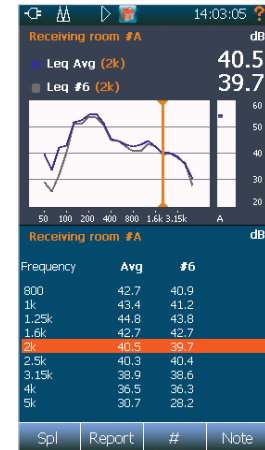 14:03:05 ?
Receiving room #A dB
Leq Avg (2k) 40.5
Leq #6 (2k) 39.7
60
50
40
30
20
50 100 200 400 800 1.6k 3.15k A
Receiving room #A dB
Frequency Avg #6
800 42.7 40.9
1k 43.4 41.2
1.25k 44.8 43.8
1.6k 42.7 42.7
2k 40.5 39.7
2.5k 40.3 40.4
3.15k 38.9 38.6
4k 36.5 36.3
5k 30.7 28.2
Spl Report # Note